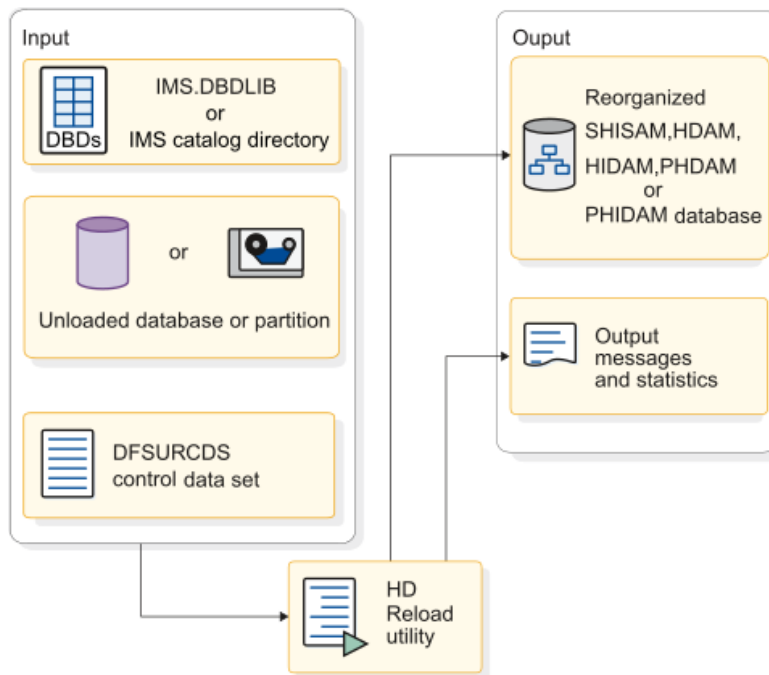 Input
DBDs
IMS.DBDLIB
or
IMS catalog directory
or
Unloaded database or partition
DFSURCDS
control data set
HD
Reload
utility
Ouput
Reorganized
SHISAM,HDAM,
HIDAM,PHDAM
or
PHIDAM database
Output
messages
and statistics